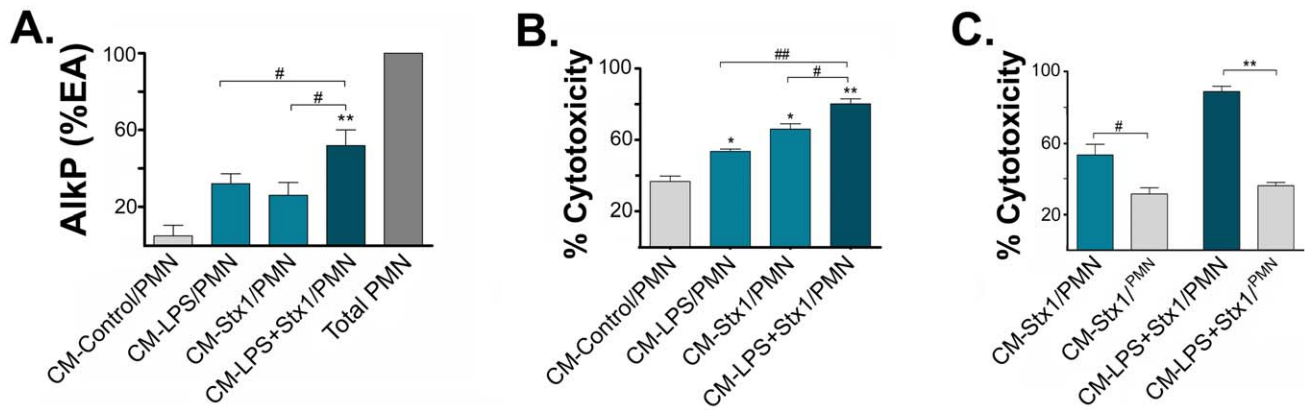 A.
AlkP (%EA)
100
60
20
#
#
**
CM-Control/PMN
CM-LPS/PMN
CM-Stx1/PMN
CM-LPS+Stx1/PMN
Total PMN
B.
% Cytotoxicity
100
60
20
##
#
*
*
**
CM-Control/PMN
CM-LPS/PMN
CM-Stx1/PMN
CM-LPS+Stx1/PMN
C.
% Cytotoxicity
100
60
20
#
**
CM-Stx1/PMN
CM-Stx1/PMN
CM-LPS+Stx1/PMN
CM-LPS+Stx1/PMN